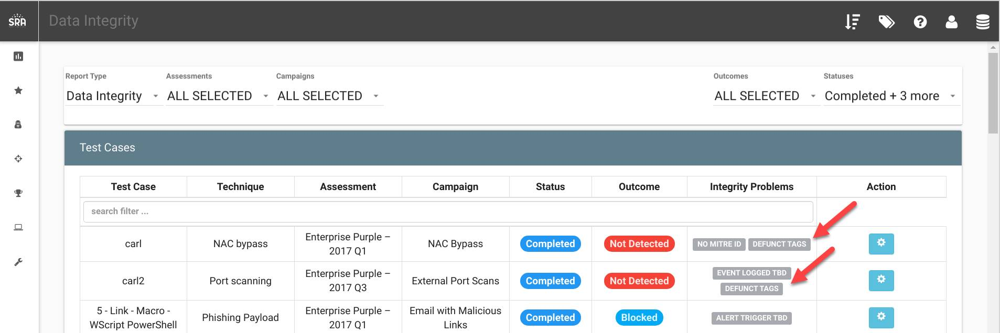 SRA
Data Integrity
Report Type
Assessments
Campaigns
Outcomes
Statuses
Data Integrity
ALL SELECTED
ALL SELECTED
ALL SELECTED
Completed + 3 more
Test Cases
Test Case
Technique
Assessment
Campaign
Status
Outcome
Integrity Problems
Action
search filter ...
carl
NAC bypass
Enterprise Purple –
2017 Q1
NAC Bypass
Completed
Not Detected
NO MITRE ID
DEFUNCT TAGS
carl2
Port scanning
Enterprise Purple –
2017 Q3
External Port Scans
Completed
Not Detected
EVENT LOGGED TBD
DEFUNCT TAGS
5 - Link - Macro -
WScript PowerShell
Phishing Payload
Enterprise Purple –
2017 Q1
Email with Malicious
Links
Completed
Blocked
ALERT TRIGGER TBD